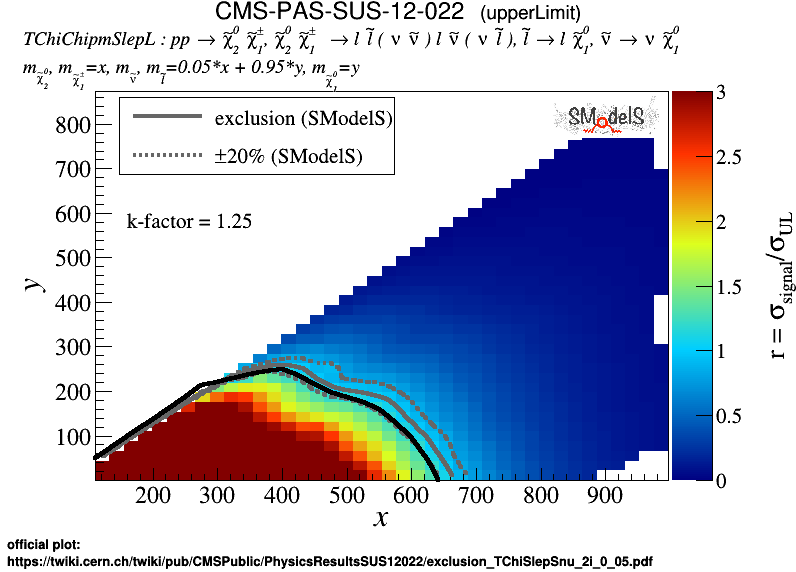 CMS-PAS-SUS-12-022 (upperLimit)
TChiChipmSlepL : pp → χ̃₂⁰ χ̃₁±, χ̃₂⁰ χ̃₁± → l l̃ ( ν ν̃ ) l ν̃ ( ν l̃ ), l̃ → l χ̃₁⁰, ν̃ → ν χ̃₁⁰
m_χ̃₂⁰, m_χ̃₁±=x, m_ν̃, m_l̃=0.05*x + 0.95*y, m_χ̃₁⁰=y
exclusion (SModelS)
±20% (SModelS)
SModelS
k-factor = 1.25
y
800
700
600
500
400
300
200
100
200 300 400 500 600 700 800 900
x
3
2.5
2
1.5
1
0.5
0
r = σ_signal/σ_UL
official plot:
https://twiki.cern.ch/twiki/pub/CMSPublic/PhysicsResultsSUS12022/exclusion_TChiSlepSnu_2i_0_05.pdf